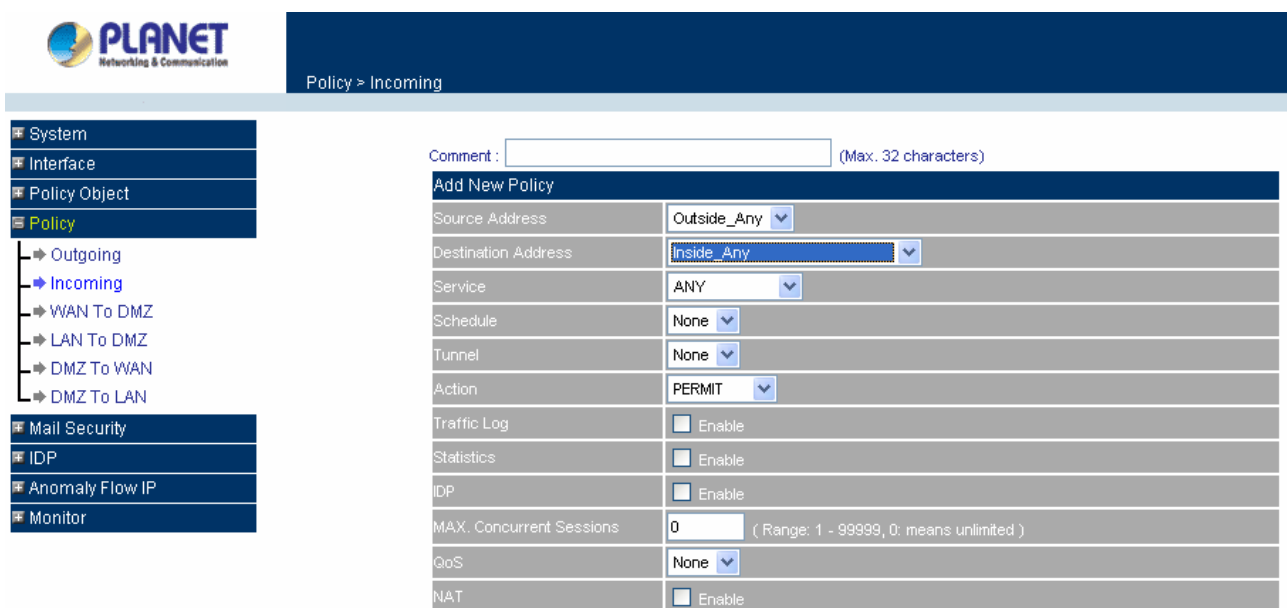 PLANET
Networking & Communication
Policy > Incoming
System
Interface
Policy Object
Policy
Outgoing
Incoming
WAN To DMZ
LAN To DMZ
DMZ To WAN
DMZ To LAN
Mail Security
IDP
Anomaly Flow IP
Monitor
Comment : (Max. 32 characters)
Add New Policy
Source Address Outside_Any
Destination Address Inside_Any
Service ANY
Schedule None
Tunnel None
Action PERMIT
Traffic Log Enable
Statistics Enable
IDP Enable
MAX. Concurrent Sessions 0 ( Range: 1 - 99999, 0: means unlimited )
QoS None
NAT Enable